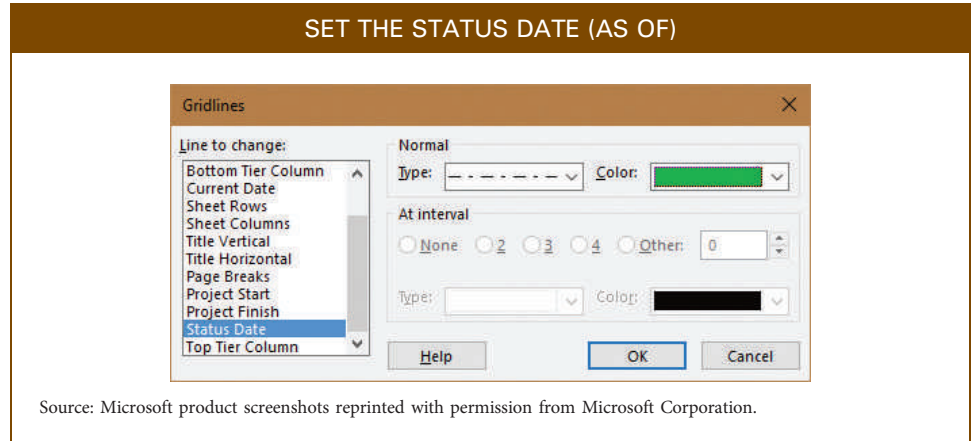 SET THE STATUS DATE (AS OF)
Gridlines
Line to change:
Bottom Tier Column
Current Date
Sheet Rows
Sheet Columns
Title Vertical
Title Horizontal
Page Breaks
Project Start
Project Finish
Status Date
Top Tier Column
Normal
Type: Color:
At interval
None 2 3 4 Other: 0
Type: Color:
Help OK Cancel
Source: Microsoft product screenshots reprinted with permission from Microsoft Corporation.